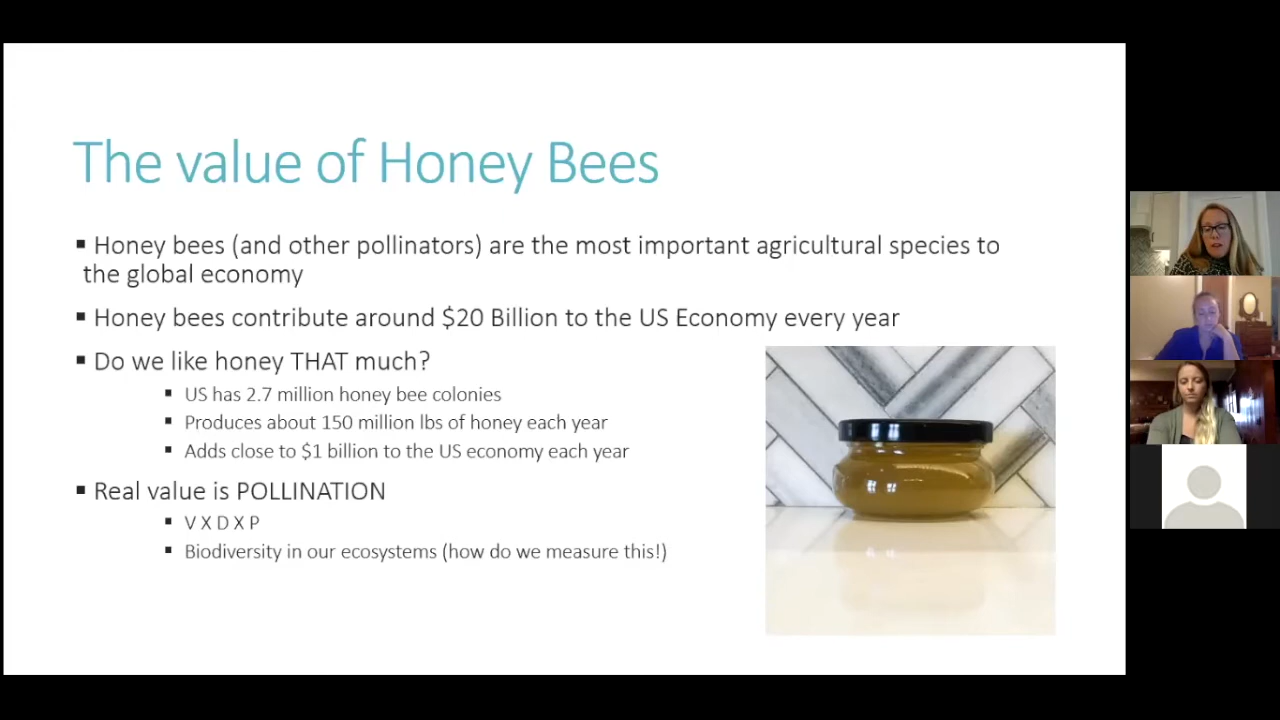 The value of Honey Bees
▪ Honey bees (and other pollinators) are the most important agricultural species to
the global economy
▪ Honey bees contribute around $20 Billion to the US Economy every year
▪ Do we like honey THAT much?
▪ US has 2.7 million honey bee colonies
▪ Produces about 150 million lbs of honey each year
▪ Adds close to $1 billion to the US economy each year
▪ Real value is POLLINATION
▪ V X D X P
▪ Biodiversity in our ecosystems (how do we measure this!)